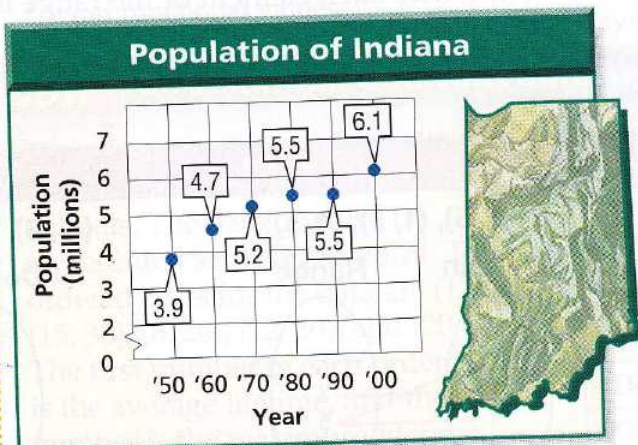 Population of Indiana
Population
(millions)
7
6
5
4
3
2
0
3.9
4.7
5.2
5.5
5.5
6.1
'50 '60 '70 '80 '90 '00
Year